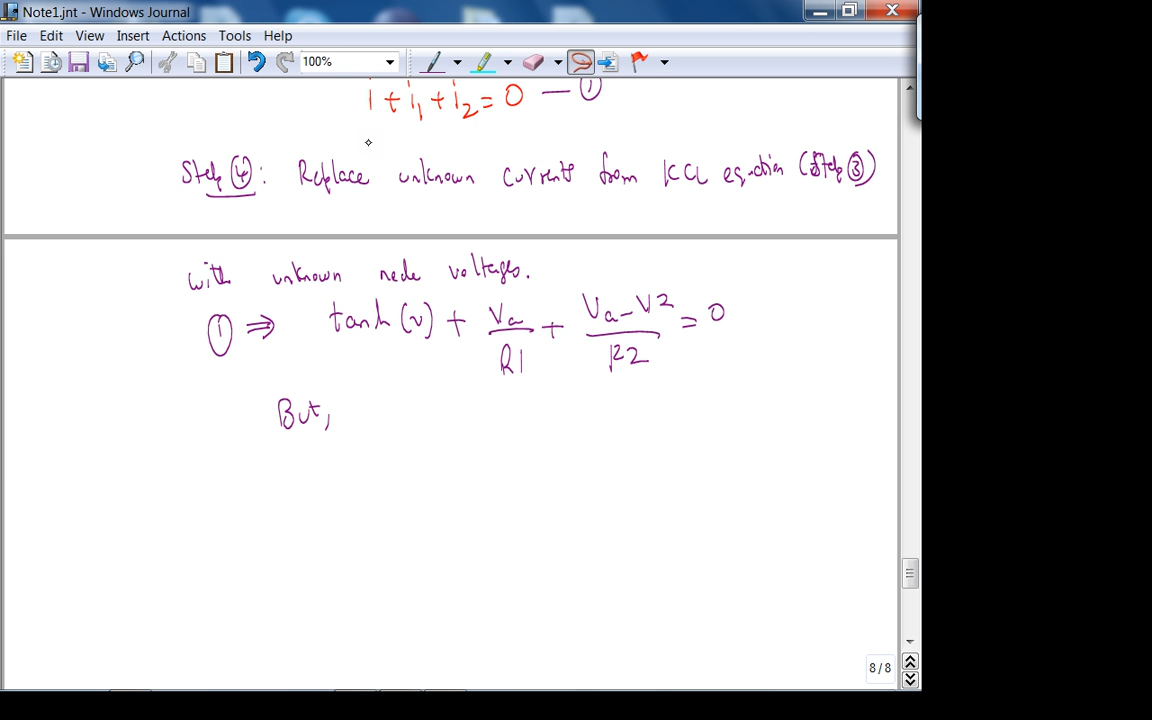 Note1.jnt - Windows Journal
File Edit View Insert Actions Tools Help
100%
i + i₁ + i₂ = 0 — ①
Step ④: Replace unknown currents from KCL equation (Step ③)
with unknown node voltages.
① ⇒ tanh(v) + Va/R1 + (Va - V2)/R2 = 0
But,
8 / 8